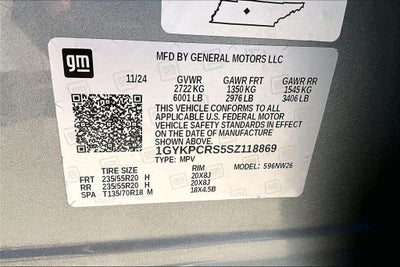 gm
MFD BY GENERAL MOTORS LLC
11/24 GVWR GAWR FRT GAWR RR
2722 KG 1350 KG 1545 KG
6001 LB 2976 LB 3406 LB
THIS VEHICLE CONFORMS TO ALL
APPLICABLE U.S. FEDERAL MOTOR
VEHICLE SAFETY STANDARDS IN EFFECT
ON THE DATE OF MANUFACTURE
SHOWN ABOVE.
1GYKPCRS5SZ118869
TYPE: MPV MODEL: 596NW26
TIRE SIZE RIM
FRT 235/55R20 H 20X8J
RR 235/55R20 H 20X8J
SPA T135/70R18 M 18X4.5B